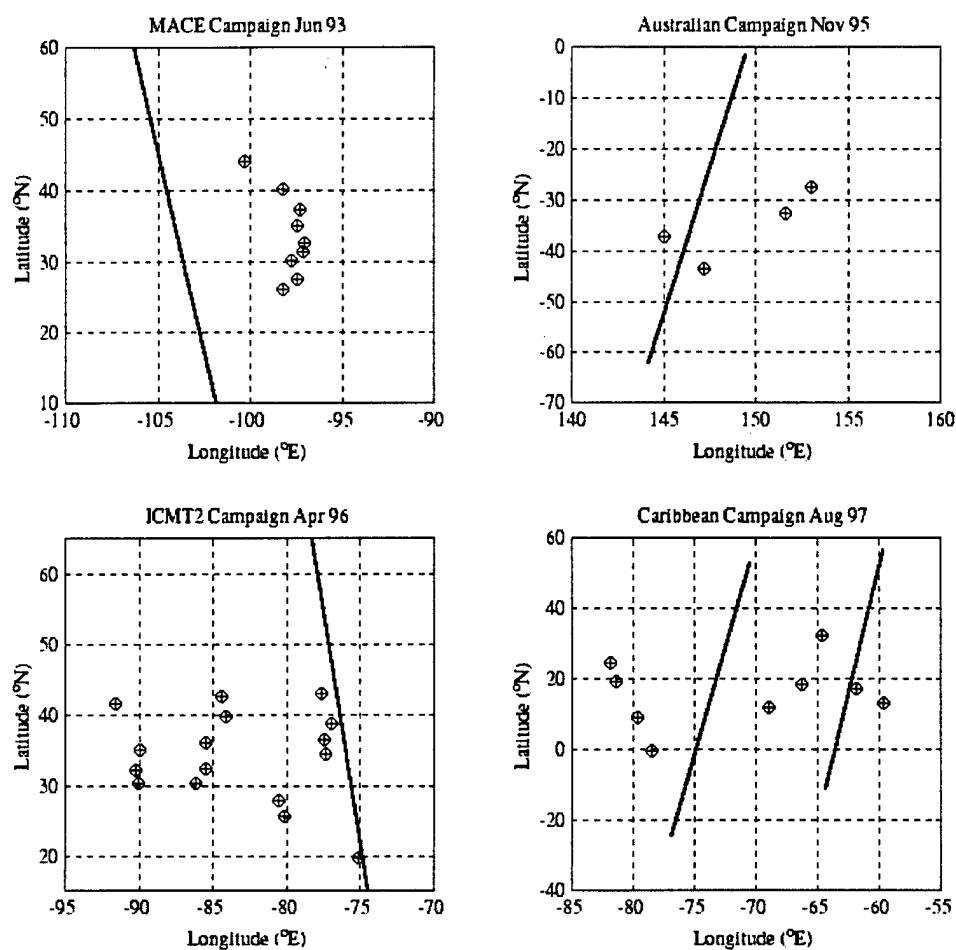 MACE Campaign Jun 93
60
50
40
30
20
10
-110 -105 -100 -95 -90
Latitude (°N)
Longitude (°E)
Australian Campaign Nov 95
0
-10
-20
-30
-40
-50
-60
-70
140 145 150 155 160
Latitude (°N)
Longitude (°E)
ICMT2 Campaign Apr 96
60
50
40
30
20
-95 -90 -85 -80 -75 -70
Latitude (°N)
Longitude (°E)
Caribbean Campaign Aug 97
60
40
20
0
-20
-40
-85 -80 -75 -70 -65 -60 -55
Latitude (°N)
Longitude (°E)